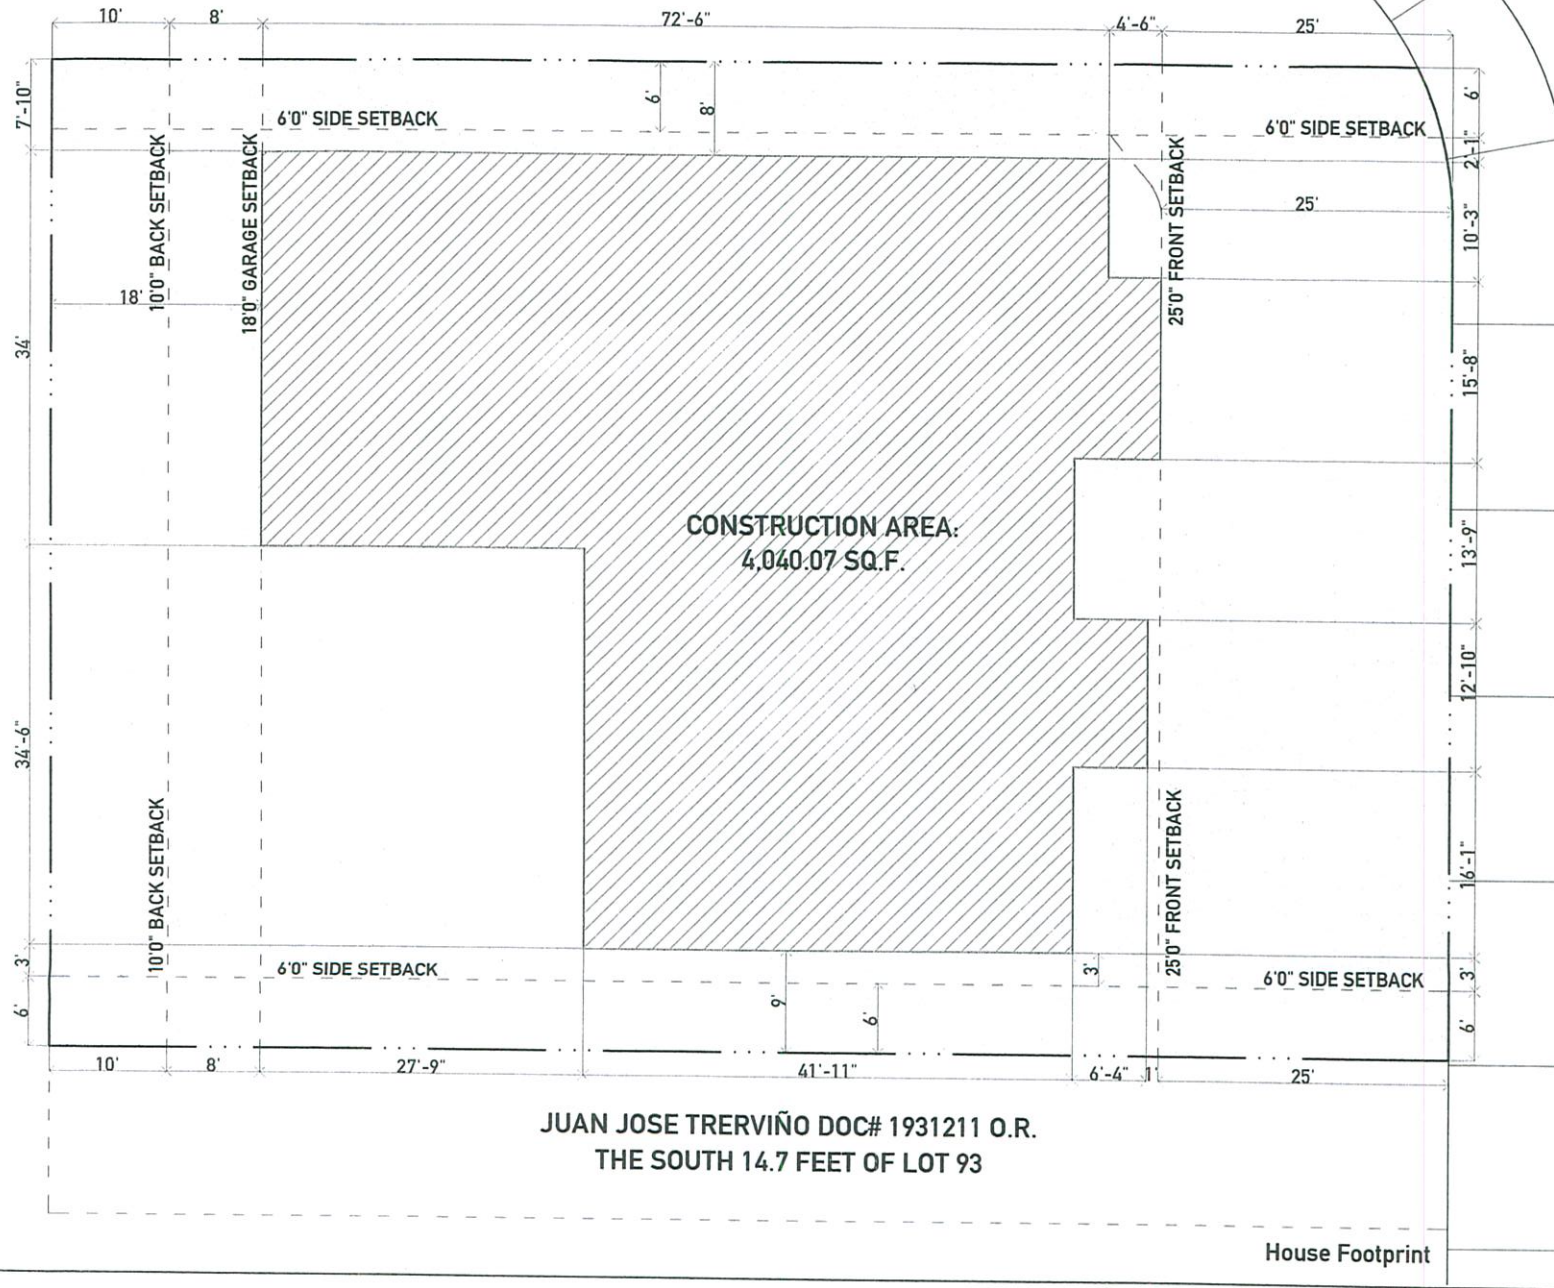 10' 8' 72'-6" 4'-6" 25'
7'-10"
6'
8'
6'
6'0" SIDE SETBACK
6'0" SIDE SETBACK
2'-1"
10'0" BACK SETBACK
18'0" GARAGE SETBACK
25'0" FRONT SETBACK
25'
10'-3"
18'
34'
15'-8"
CONSTRUCTION AREA:
4,040.07 SQ.F.
13'-9"
12'-10"
34'-6"
10'0" BACK SETBACK
25'0" FRONT SETBACK
16'-1"
3'
6'0" SIDE SETBACK
3'
6'0" SIDE SETBACK
3'
6'
9'
6'
6'
10' 8' 27'-9" 41'-11" 6'-4" 1' 25'
JUAN JOSE TRERVIÑO DOC# 1931211 O.R.
THE SOUTH 14.7 FEET OF LOT 93
House Footprint